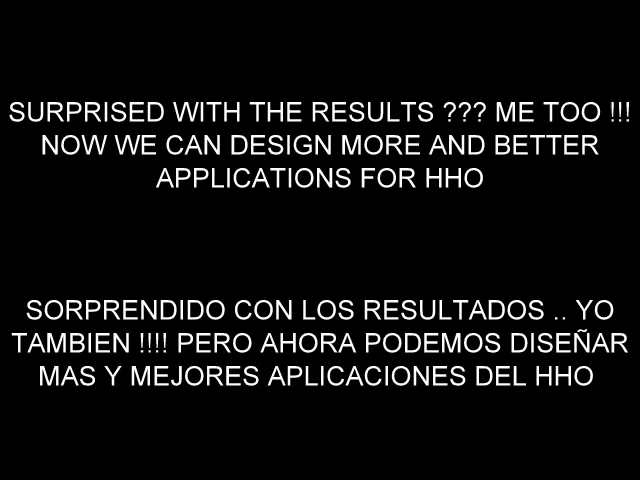 SURPRISED WITH THE RESULTS ??? ME TOO !!!
NOW WE CAN DESIGN MORE AND BETTER
APPLICATIONS FOR HHO
SORPRENDIDO CON LOS RESULTADOS .. YO
TAMBIEN !!!! PERO AHORA PODEMOS DISEÑAR
MAS Y MEJORES APLICACIONES DEL HHO